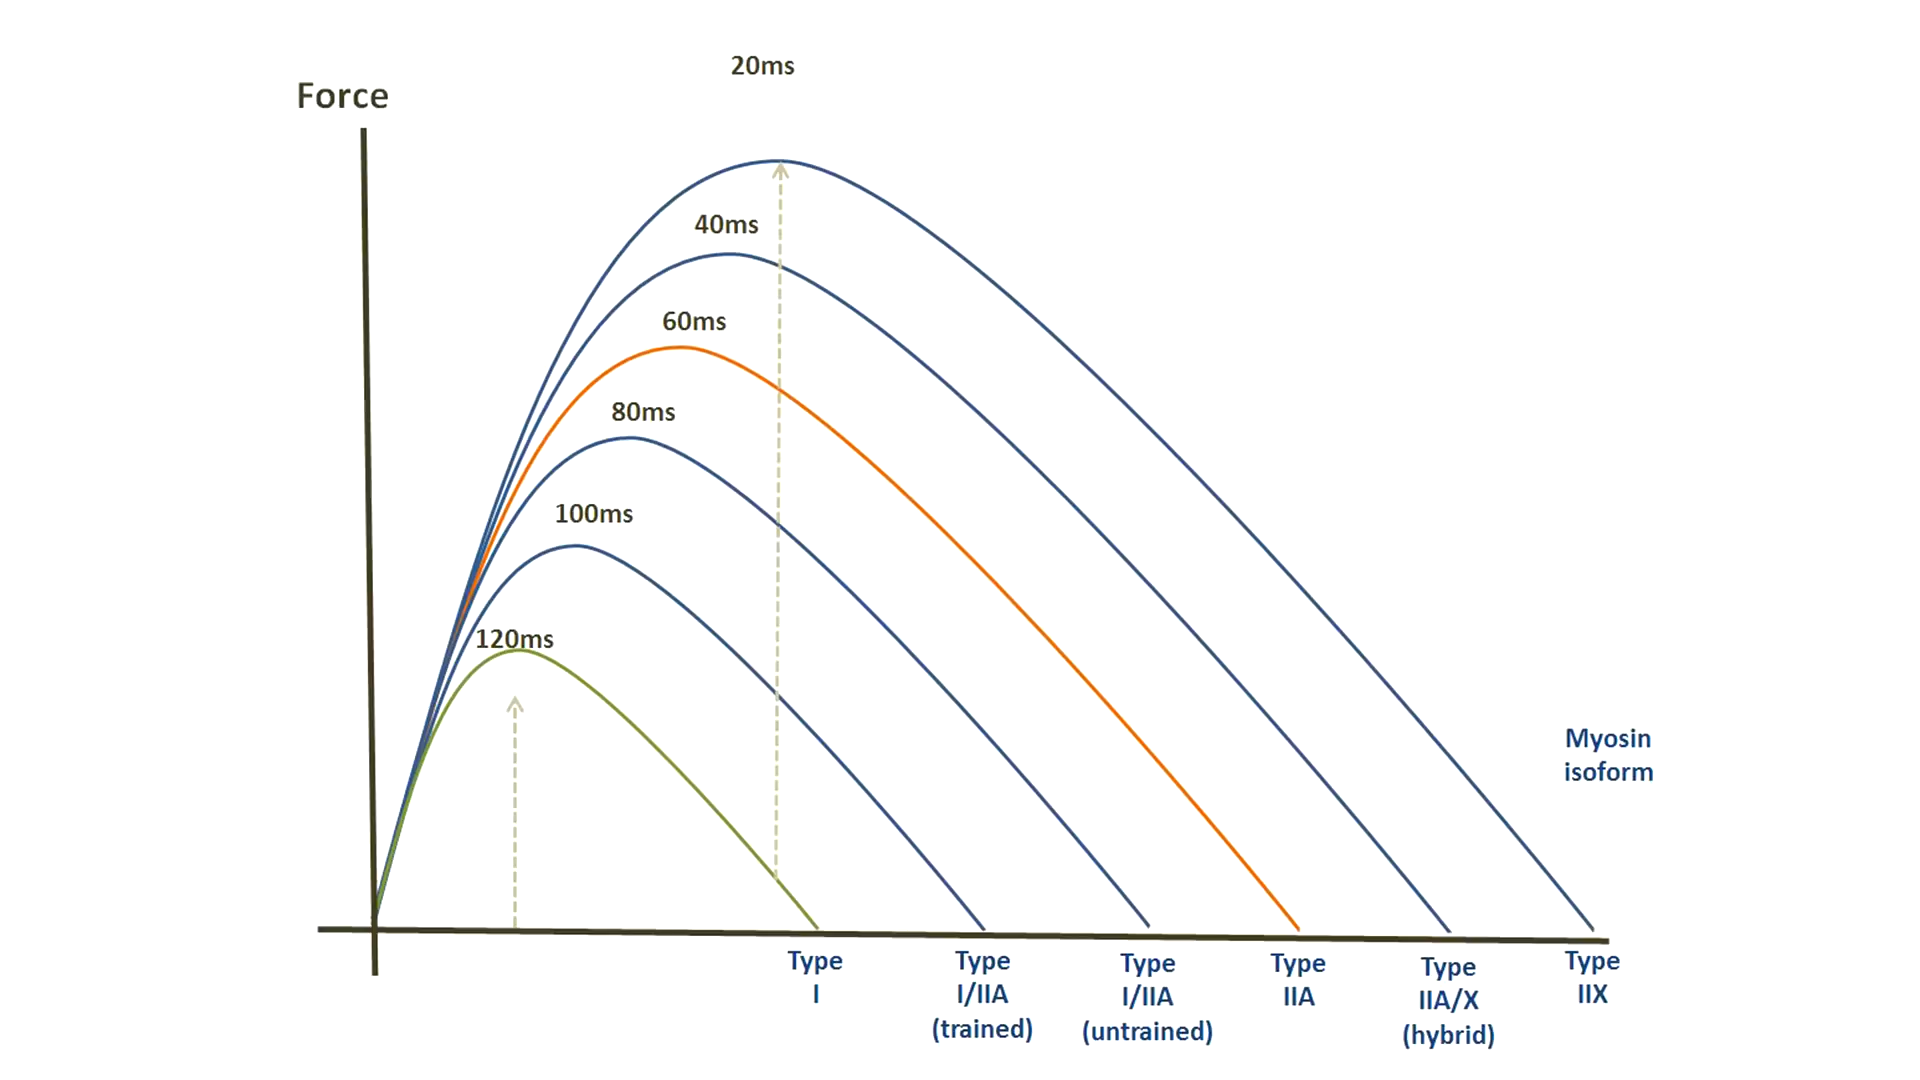 20ms
Force
40ms
60ms
80ms
100ms
120ms
Myosin
isoform
Type
I
Type
I/IIA
(trained)
Type
I/IIA
(untrained)
Type
IIA
Type
IIA/X
(hybrid)
Type
IIX